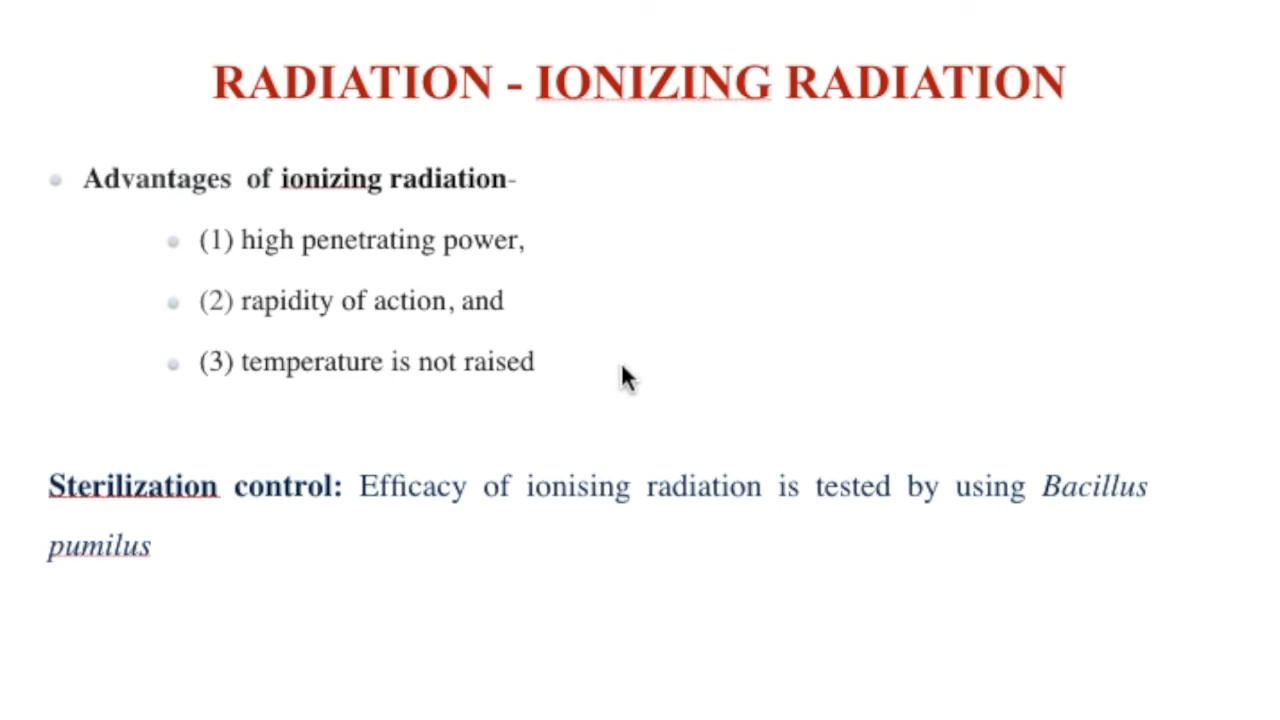 RADIATION - IONIZING RADIATION
Advantages of ionizing radiation-
(1) high penetrating power,
(2) rapidity of action, and
(3) temperature is not raised
Sterilization control: Efficacy of ionising radiation is tested by using Bacillus
pumilus